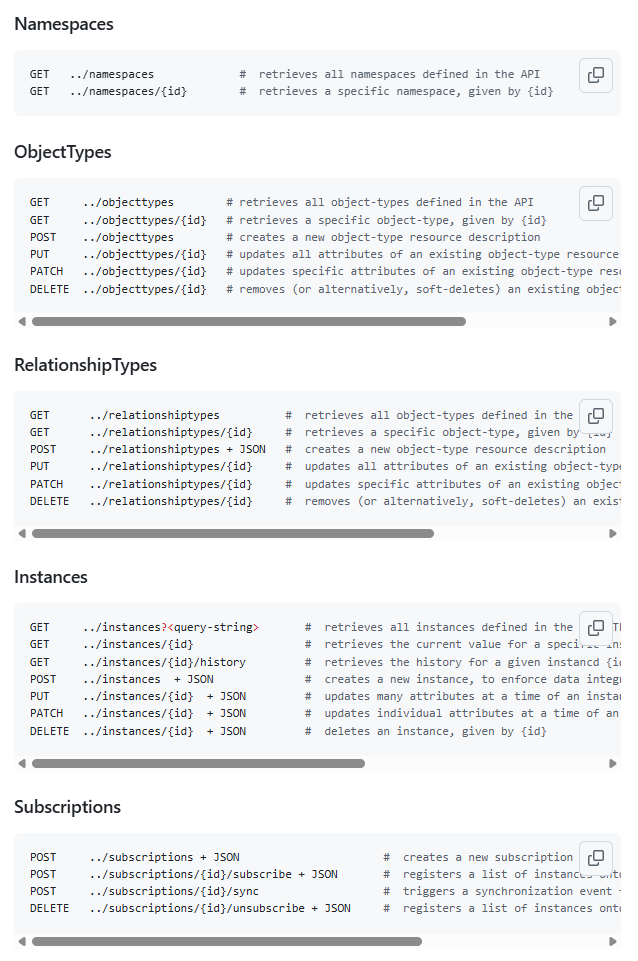 Namespaces
GET ../namespaces # retrieves all namespaces defined in the API
GET ../namespaces/{id} # retrieves a specific namespace, given by {id}
ObjectTypes
GET ../objecttypes # retrieves all object-types defined in the API
GET ../objecttypes/{id} # retrieves a specific object-type, given by {id}
POST ../objecttypes # creates a new object-type resource description
PUT ../objecttypes/{id} # updates all attributes of an existing object-type resource
PATCH ../objecttypes/{id} # updates specific attributes of an existing object-type
DELETE ../objecttypes/{id} # removes (or alternatively, soft-deletes) an existing
RelationshipTypes
GET ../relationshiptypes # retrieves all object-types defined in the
GET ../relationshiptypes/{id} # retrieves a specific object-type, given by {id}
POST ../relationshiptypes + JSON # creates a new object-type resource description
PUT ../relationshiptypes/{id} # updates all attributes of an existing
PATCH ../relationshiptypes/{id} # updates specific attributes of an existing
DELETE ../relationshiptypes/{id} # removes (or alternatively, soft-deletes) an
Instances
GET ../instances?<query-string> # retrieves all instances defined in the
GET ../instances/{id} # retrieves the current value for a specific
GET ../instances/{id}/history # retrieves the history for a given instancd
POST ../instances + JSON # creates a new instance, to enforce data
PUT ../instances/{id} + JSON # updates many attributes at a time of an
PATCH ../instances/{id} + JSON # updates individual attributes at a time of an
DELETE ../instances/{id} + JSON # deletes an instance, given by {id}
Subscriptions
POST ../subscriptions + JSON # creates a new subscription
POST ../subscriptions/{id}/subscribe + JSON # registers a list of instances
POST ../subscriptions/{id}/sync # triggers a synchronization event
DELETE ../subscriptions/{id}/unsubscribe + JSON # registers a list of instances